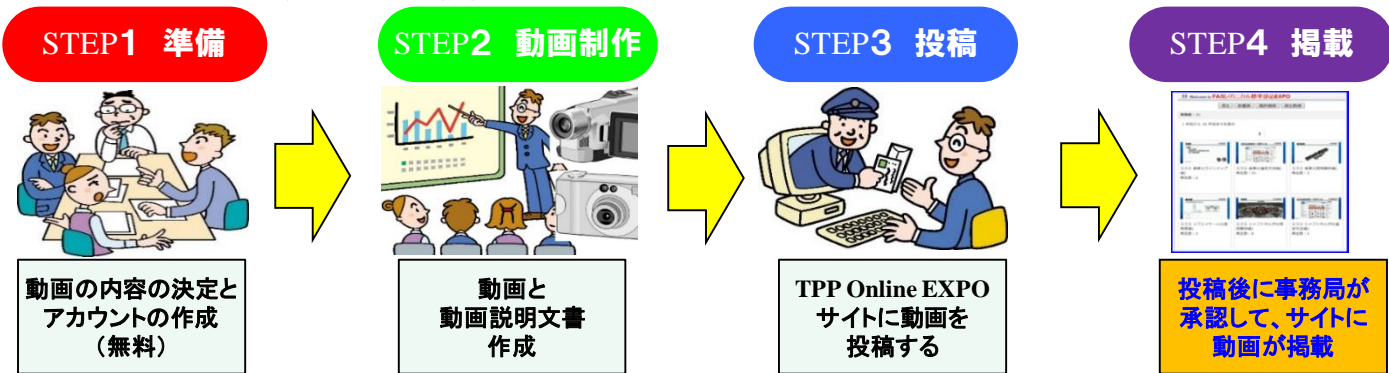 STEP1 準備
STEP2 動画制作
STEP3 投稿
STEP4 掲載
動画の内容の決定と
アカウントの作成
（無料）
動画と
動画説明文書
作成
TPP Online EXPO
サイトに動画を
投稿する
投稿後に事務局が
承認して、サイトに
動画が掲載